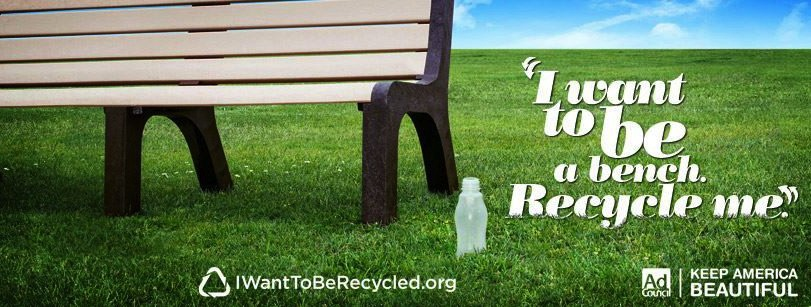 "I want
to be
a bench.
Recycle me."
IWantToBeRecycled.org
Ad
Council
KEEP AMERICA
BEAUTIFUL